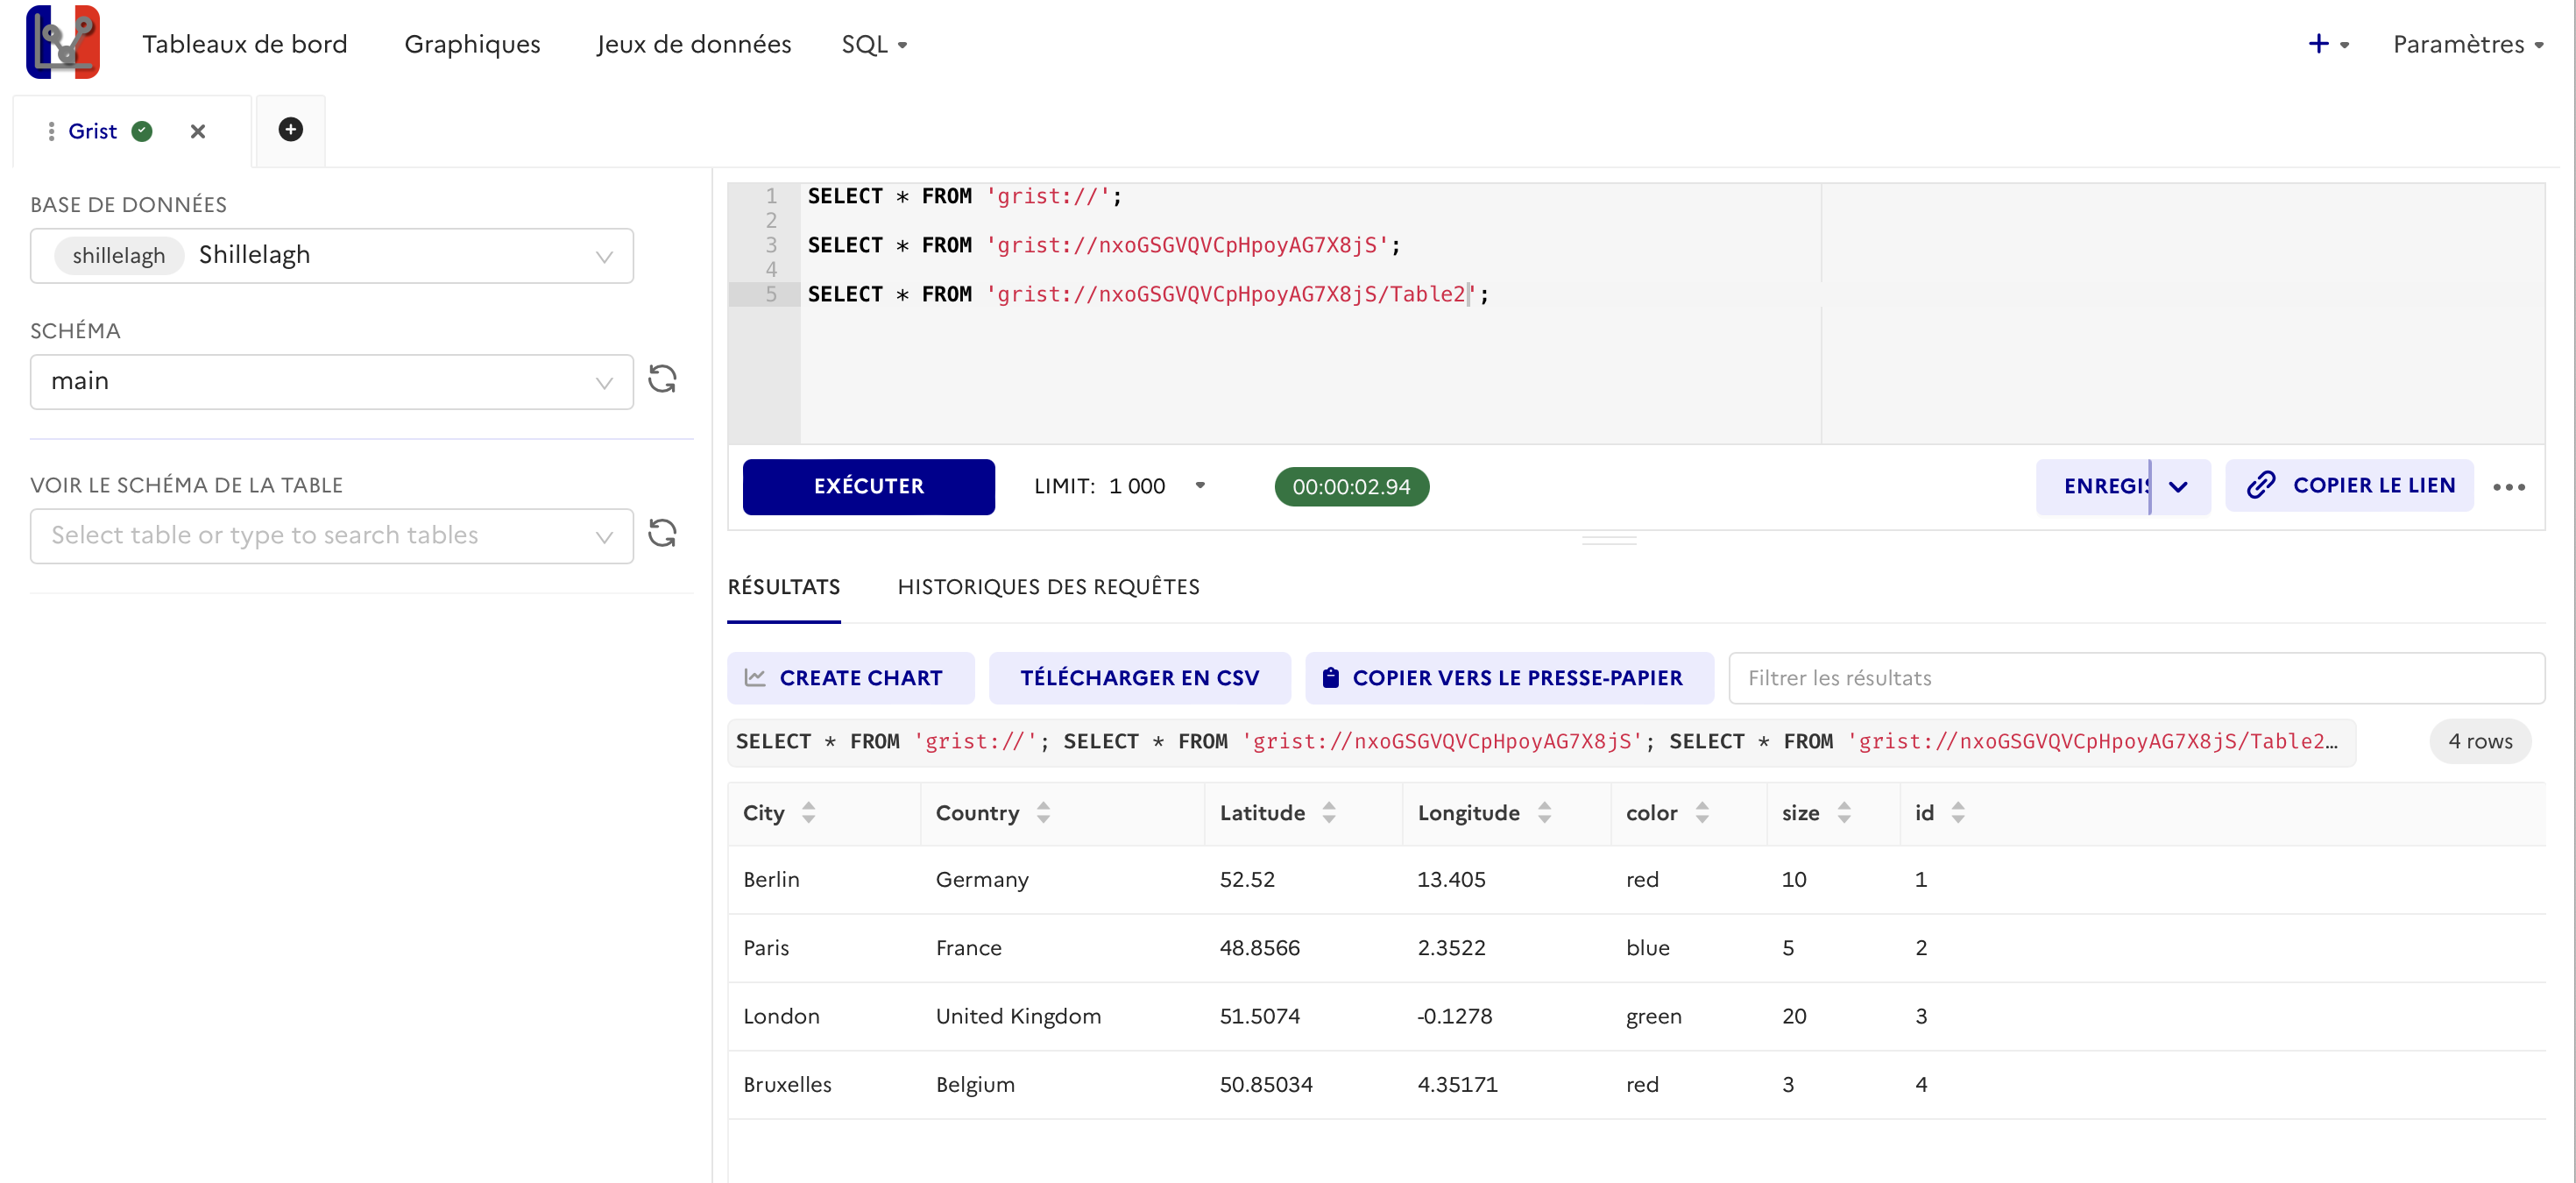 Tableaux de bord Graphiques Jeux de données SQL Paramètres
Grist
BASE DE DONNÉES
shillelagh Shillelagh
SCHÉMA
main
VOIR LE SCHÉMA DE LA TABLE
Select table or type to search tables
1 SELECT * FROM 'grist://';
2
3 SELECT * FROM 'grist://nxoGSGVQVCpHpoyAG7X8jS';
4
5 SELECT * FROM 'grist://nxoGSGVQVCpHpoyAG7X8jS/Table2';
EXÉCUTER LIMIT: 1 000 00:00:02.94 ENREGIS COPIER LE LIEN
RÉSULTATS HISTORIQUES DES REQUÊTES
CREATE CHART TÉLÉCHARGER EN CSV COPIER VERS LE PRESSE-PAPIER Filtrer les résultats
SELECT * FROM 'grist://'; SELECT * FROM 'grist://nxoGSGVQVCpHpoyAG7X8jS'; SELECT * FROM 'grist://nxoGSGVQVCpHpoyAG7X8jS/Table2… 4 rows
City Country Latitude Longitude color size id
Berlin Germany 52.52 13.405 red 10 1
Paris France 48.8566 2.3522 blue 5 2
London United Kingdom 51.5074 -0.1278 green 20 3
Bruxelles Belgium 50.85034 4.35171 red 3 4